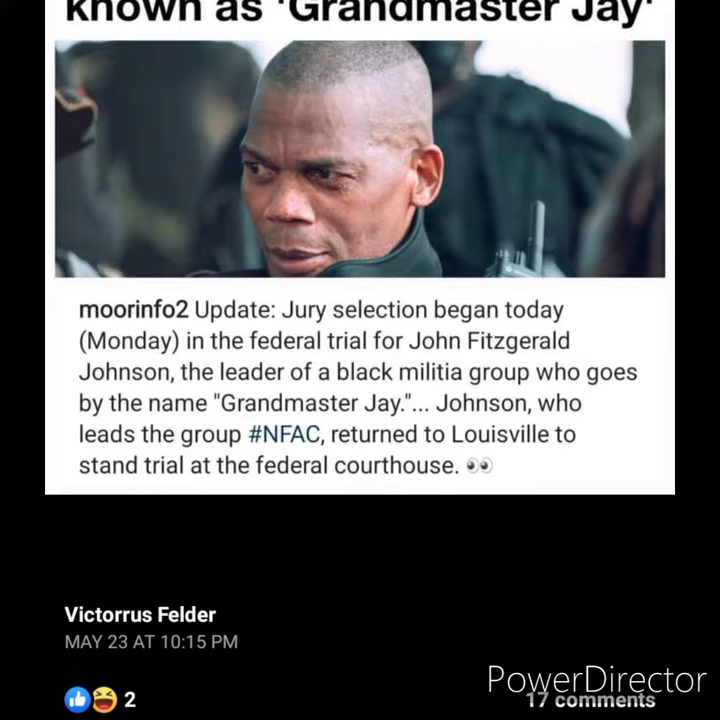 known as 'Grandmaster Jay'
moorinfo2 Update: Jury selection began today
(Monday) in the federal trial for John Fitzgerald
Johnson, the leader of a black militia group who goes
by the name "Grandmaster Jay."... Johnson, who
leads the group #NFAC, returned to Louisville to
stand trial at the federal courthouse. 👀
Victorrus Felder
MAY 23 AT 10:15 PM
PowerDirector
2
17 comments